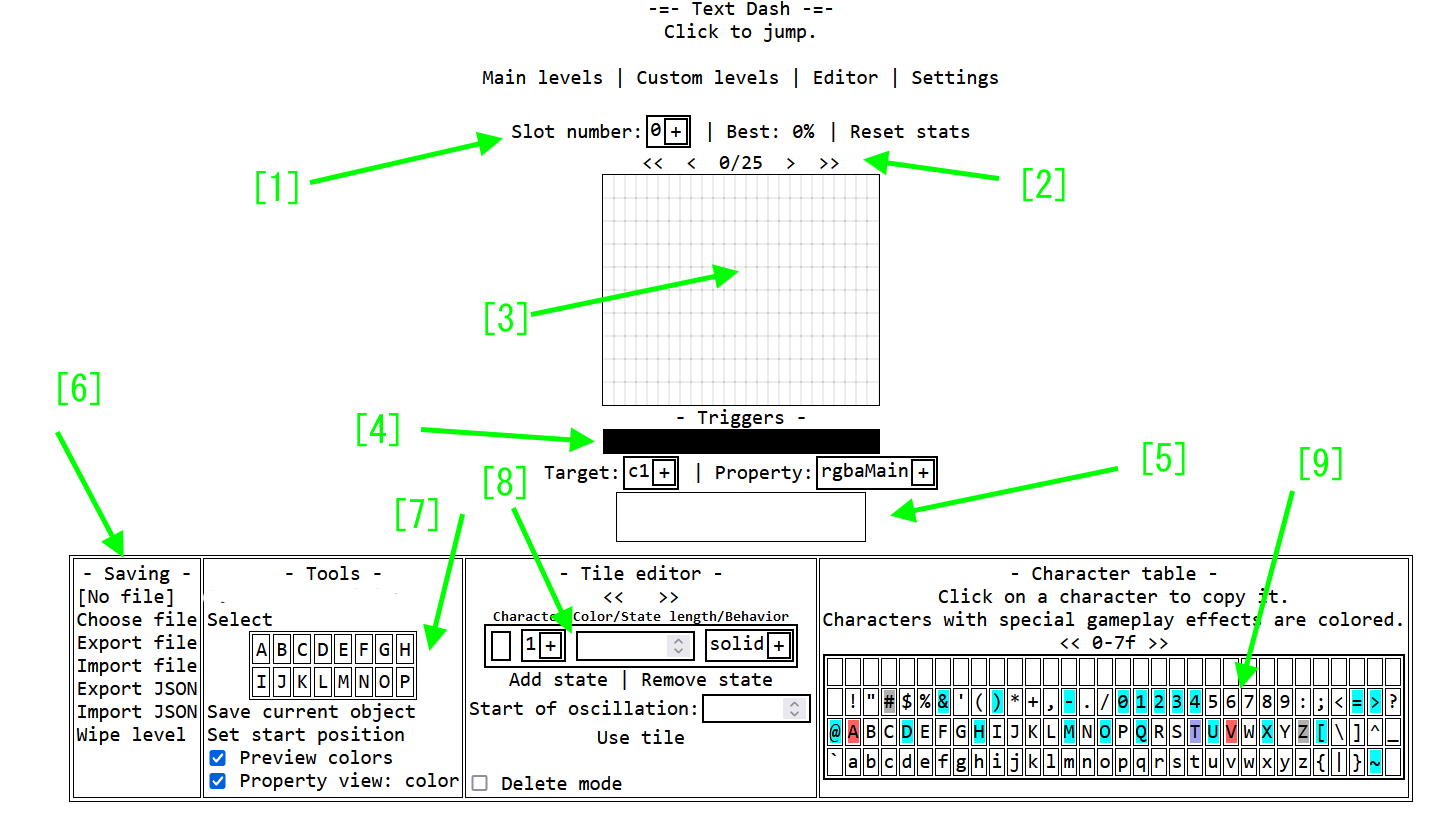 -=- Text Dash -=-
Click to jump.
Main levels | Custom levels | Editor | Settings
Slot number: 0 + | Best: 0% | Reset stats
<< < 0/25 > >>
[1]
[2]
[3]
- Triggers -
[4]
Target: c1 + | Property: rgbaMain +
[5]
[6]
[7]
[8]
[9]
- Saving -
[No file]
Choose file
Export file
Import file
Export JSON
Import JSON
Wipe level
- Tools -
Select
A B C D E F G H
I J K L M N O P
Save current object
Set start position
Preview colors
Property view: color
- Tile editor -
<< >>
Character Color/State length/Behavior
1 + solid +
Add state | Remove state
Start of oscillation:
Use tile
Delete mode
- Character table -
Click on a character to copy it.
Characters with special gameplay effects are colored.
<< 0-7f >>
! " # $ % & ' ( ) * + , - . / 0 1 2 3 4 5 6 7 8 9 : ; < = > ?
@ A B C D E F G H I J K L M N O P Q R S T U V W X Y Z [ \ ] ^ _
` a b c d e f g h i j k l m n o p q r s t u v w x y z { | } ~